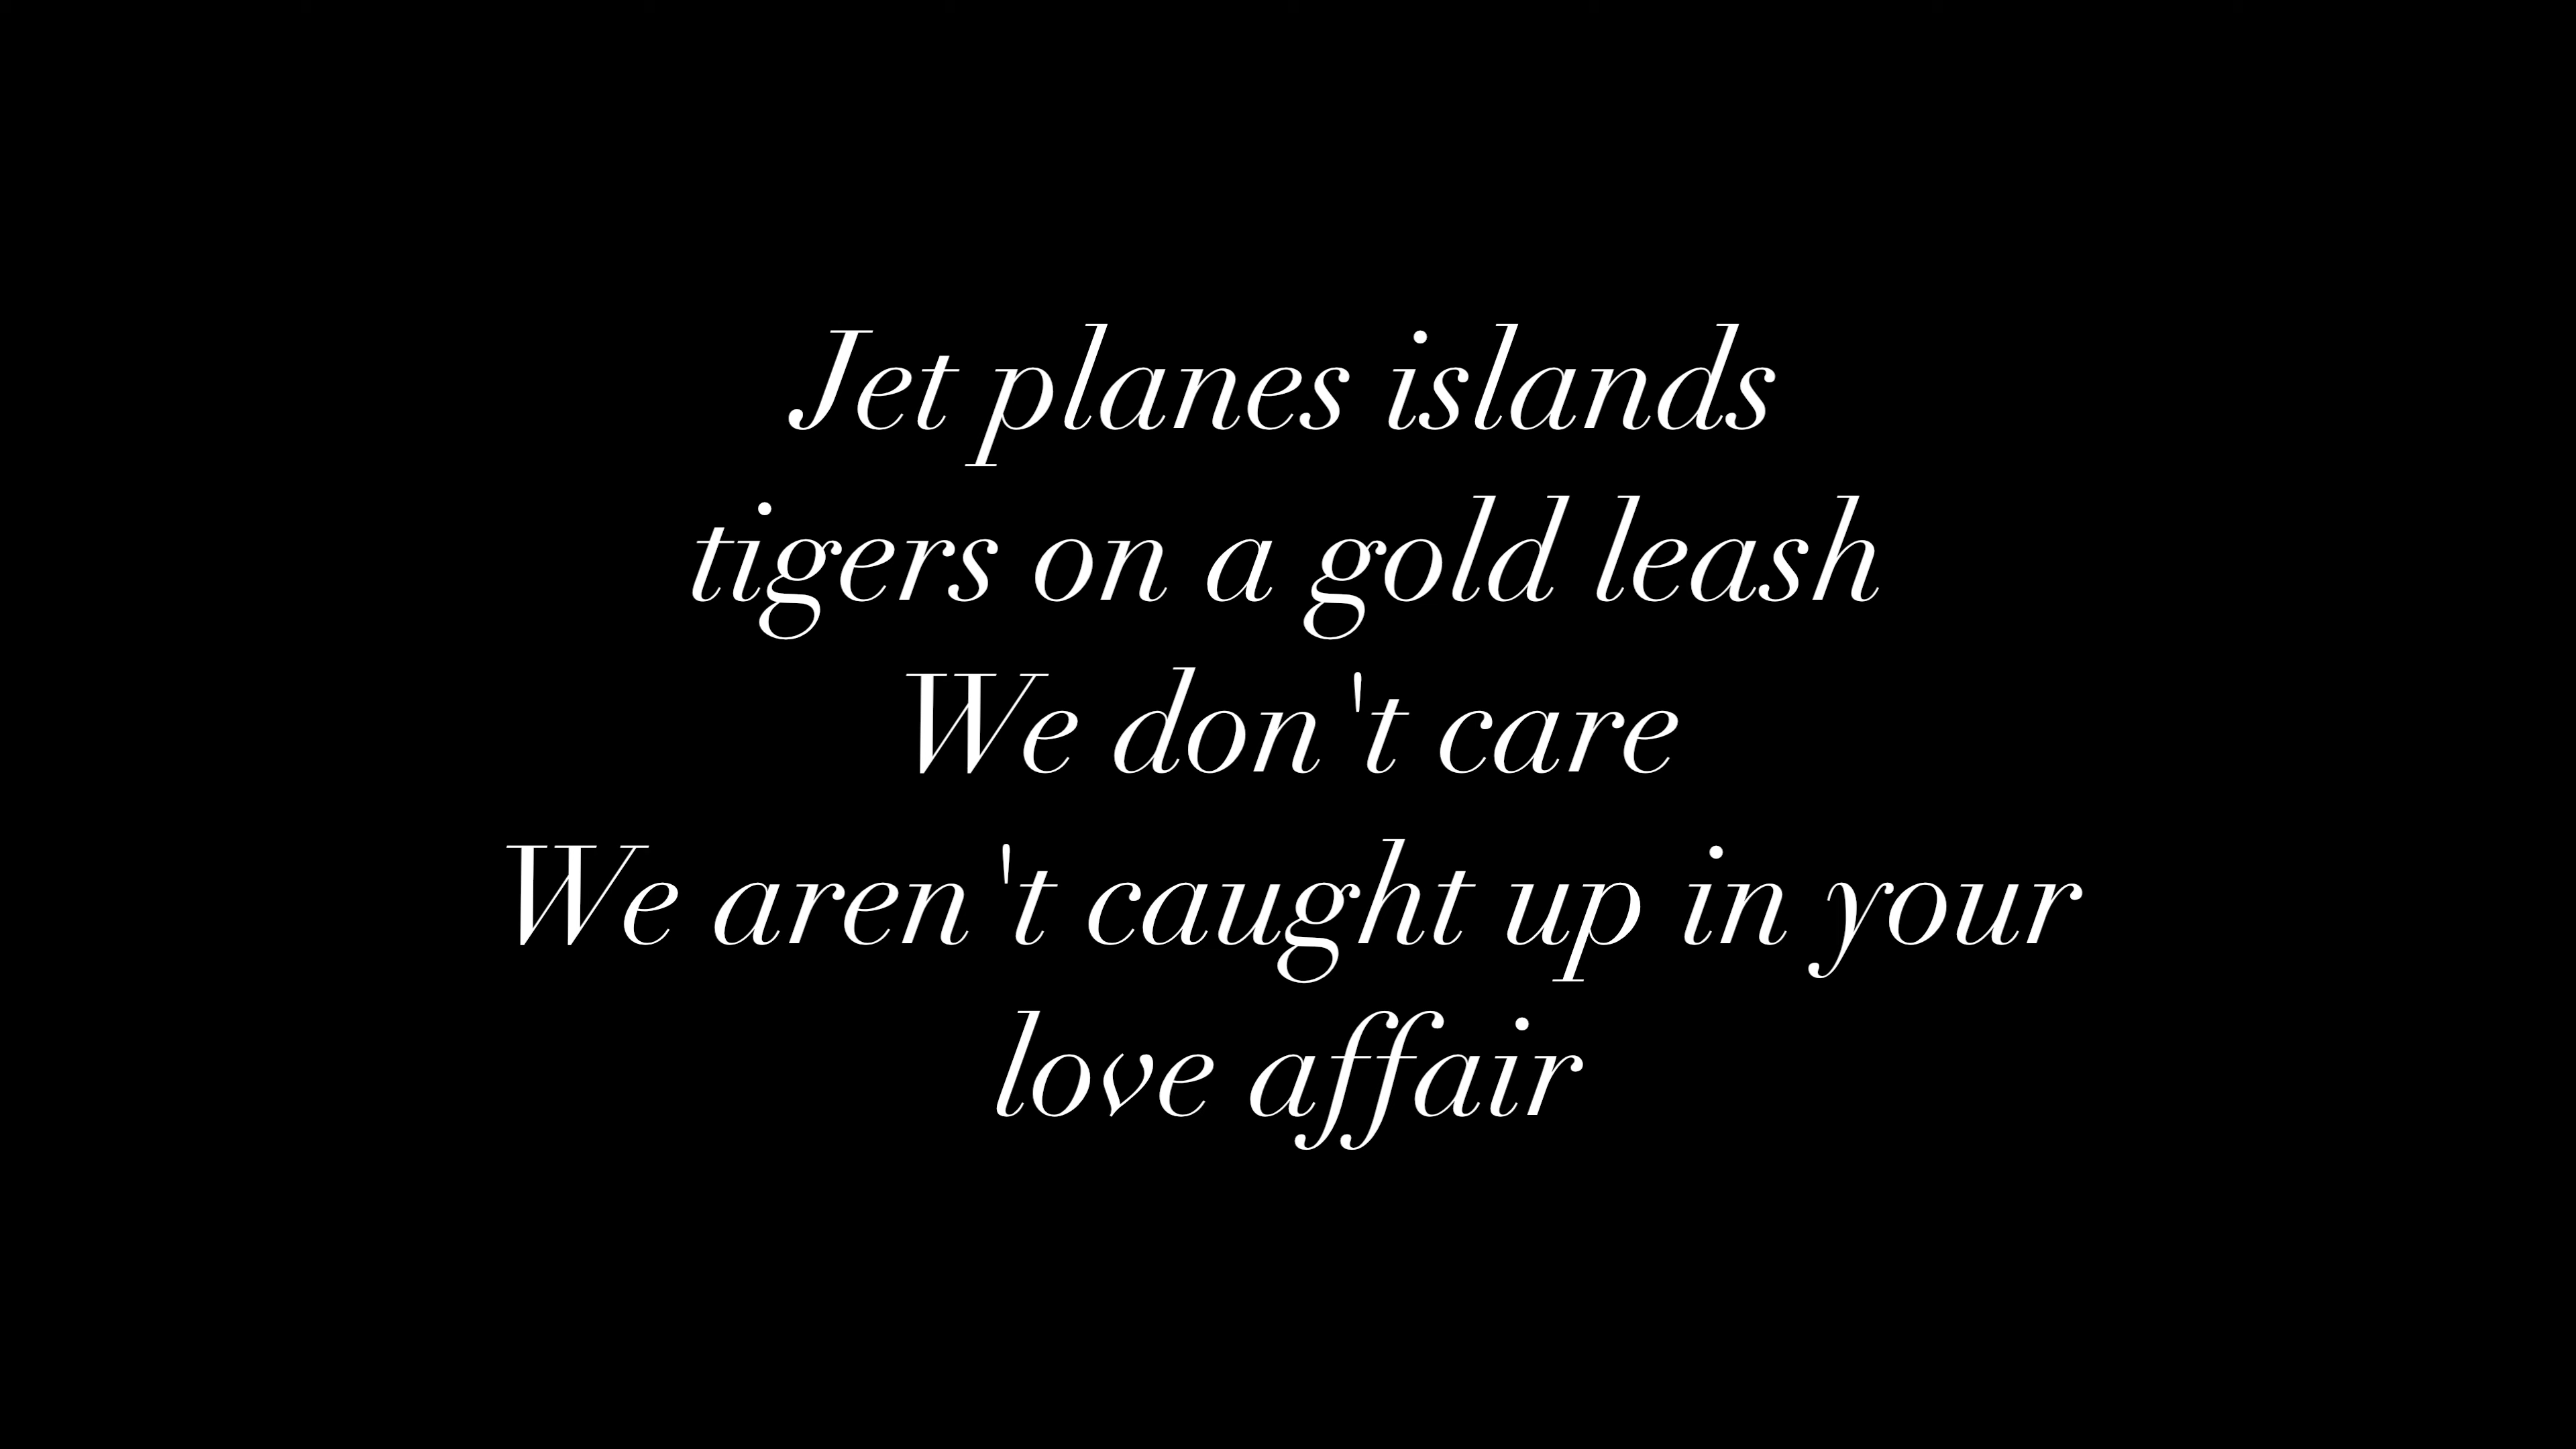 Jet planes islands
tigers on a gold leash
We don't care
We aren't caught up in your
love affair